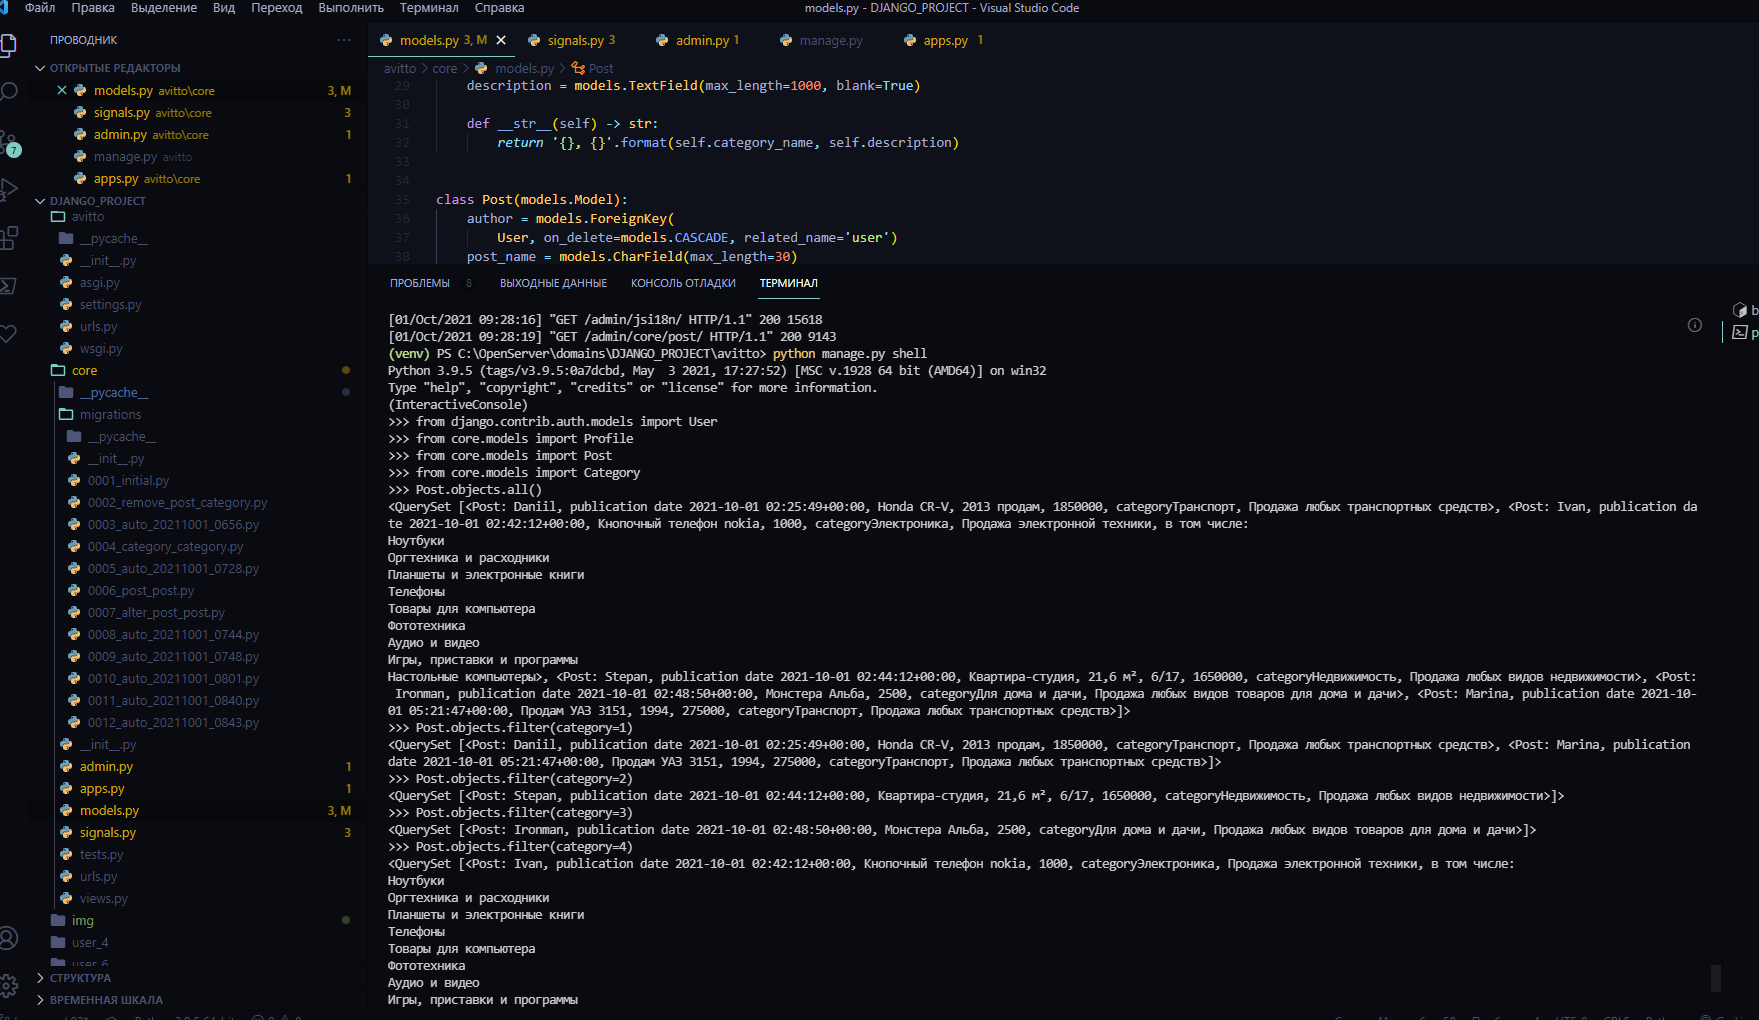 Файл Правка Выделение Вид Переход Выполнить Терминал Справка models.py - DJANGO_PROJECT - Visual Studio Code
ПРОВОДНИК ...
ОТКРЫТЫЕ РЕДАКТОРЫ
models.py avitto\core 3, M
signals.py avitto\core 3
admin.py avitto\core 1
manage.py avitto
apps.py avitto\core 1
DJANGO_PROJECT
avitto
__pycache__
__init__.py
asgi.py
settings.py
urls.py
wsgi.py
core
__pycache__
migrations
__pycache__
__init__.py
0001_initial.py
0002_remove_post_category.py
0003_auto_20211001_0656.py
0004_category_category.py
0005_auto_20211001_0728.py
0006_post_post.py
0007_alter_post_post.py
0008_auto_20211001_0744.py
0009_auto_20211001_0748.py
0010_auto_20211001_0801.py
0011_auto_20211001_0840.py
0012_auto_20211001_0843.py
__init__.py
admin.py 1
apps.py 1
models.py 3, M
signals.py 3
tests.py
urls.py
views.py
img
user_4
user_6
СТРУКТУРА
ВРЕМЕННАЯ ШКАЛА
7
models.py 3, M signals.py 3 admin.py 1 manage.py apps.py 1
avitto > core > models.py > Post
29 description = models.TextField(max_length=1000, blank=True)
30
31 def __str__(self) -> str:
32 return '{}, {}'.format(self.category_name, self.description)
33
34
35 class Post(models.Model):
36 author = models.ForeignKey(
37 User, on_delete=models.CASCADE, related_name='user')
38 post_name = models.CharField(max_length=30)
ПРОБЛЕМЫ 8 ВЫХОДНЫЕ ДАННЫЕ КОНСОЛЬ ОТЛАДКИ ТЕРМИНАЛ
[01/Oct/2021 09:28:16] "GET /admin/jsi18n/ HTTP/1.1" 200 15618
[01/Oct/2021 09:28:19] "GET /admin/core/post/ HTTP/1.1" 200 9143
(venv) PS C:\OpenServer\domains\DJANGO_PROJECT\avitto> python manage.py shell
Python 3.9.5 (tags/v3.9.5:0a7dcbd, May  3 2021, 17:27:52) [MSC v.1928 64 bit (AMD64)] on win32
Type "help", "copyright", "credits" or "license" for more information.
(InteractiveConsole)
>>> from django.contrib.auth.models import User
>>> from core.models import Profile
>>> from core.models import Post
>>> from core.models import Category
>>> Post.objects.all()
<QuerySet [<Post: Daniil, publication date 2021-10-01 02:25:49+00:00, Honda CR-V, 2013 продам, 1850000, categoryТранспорт, Продажа любых транспортных средств>, <Post: Ivan, publication da
te 2021-10-01 02:42:12+00:00, Кнопочный телефон nokia, 1000, categoryЭлектроника, Продажа электронной техники, в том числе:
Ноутбуки
Оргтехника и расходники
Планшеты и электронные книги
Телефоны
Товары для компьютера
Фототехника
Аудио и видео
Игры, приставки и программы
Настольные компьютеры>, <Post: Stepan, publication date 2021-10-01 02:44:12+00:00, Квартира-студия, 21,6 м², 6/17, 1650000, categoryНедвижимость, Продажа любых видов недвижимости>, <Post:
Ironman, publication date 2021-10-01 02:48:50+00:00, Монстера Альба, 2500, categoryДля дома и дачи, Продажа любых видов товаров для дома и дачи>, <Post: Marina, publication date 2021-10-
01 05:21:47+00:00, Продам УАЗ 3151, 1994, 275000, categoryТранспорт, Продажа любых транспортных средств>]>
>>> Post.objects.filter(category=1)
<QuerySet [<Post: Daniil, publication date 2021-10-01 02:25:49+00:00, Honda CR-V, 2013 продам, 1850000, categoryТранспорт, Продажа любых транспортных средств>, <Post: Marina, publication
date 2021-10-01 05:21:47+00:00, Продам УАЗ 3151, 1994, 275000, categoryТранспорт, Продажа любых транспортных средств>]>
>>> Post.objects.filter(category=2)
<QuerySet [<Post: Stepan, publication date 2021-10-01 02:44:12+00:00, Квартира-студия, 21,6 м², 6/17, 1650000, categoryНедвижимость, Продажа любых видов недвижимости>]>
>>> Post.objects.filter(category=3)
<QuerySet [<Post: Ironman, publication date 2021-10-01 02:48:50+00:00, Монстера Альба, 2500, categoryДля дома и дачи, Продажа любых видов товаров для дома и дачи>]>
>>> Post.objects.filter(category=4)
<QuerySet [<Post: Ivan, publication date 2021-10-01 02:42:12+00:00, Кнопочный телефон nokia, 1000, categoryЭлектроника, Продажа электронной техники, в том числе:
Ноутбуки
Оргтехника и расходники
Планшеты и электронные книги
Телефоны
Товары для компьютера
Фототехника
Аудио и видео
Игры, приставки и программы